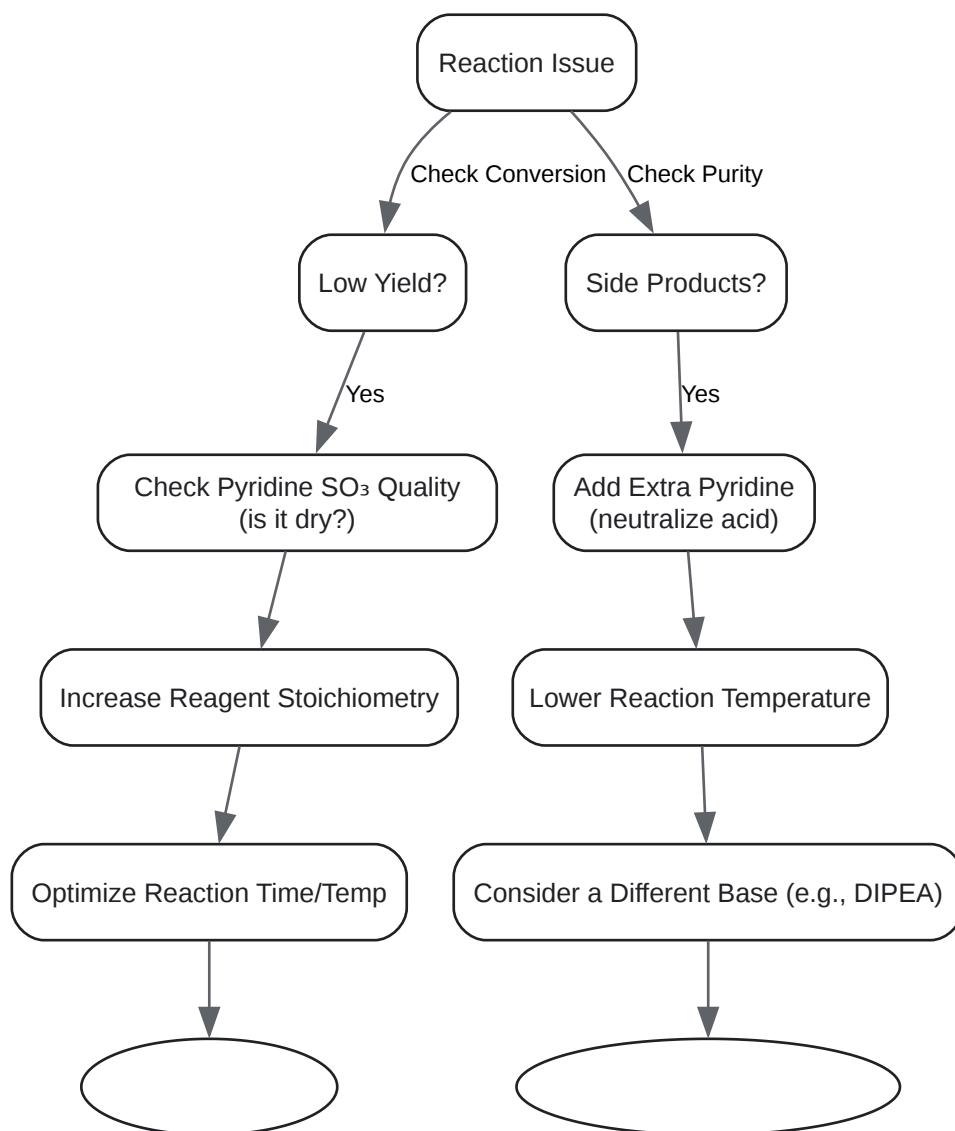 Reaction Issue
Check Conversion
Check Purity
Low Yield?
Side Products?
Yes
Yes
Check Pyridine SO₃ Quality
(is it dry?)
Add Extra Pyridine
(neutralize acid)
Increase Reagent Stoichiometry
Lower Reaction Temperature
Optimize Reaction Time/Temp
Consider a Different Base (e.g., DIPEA)